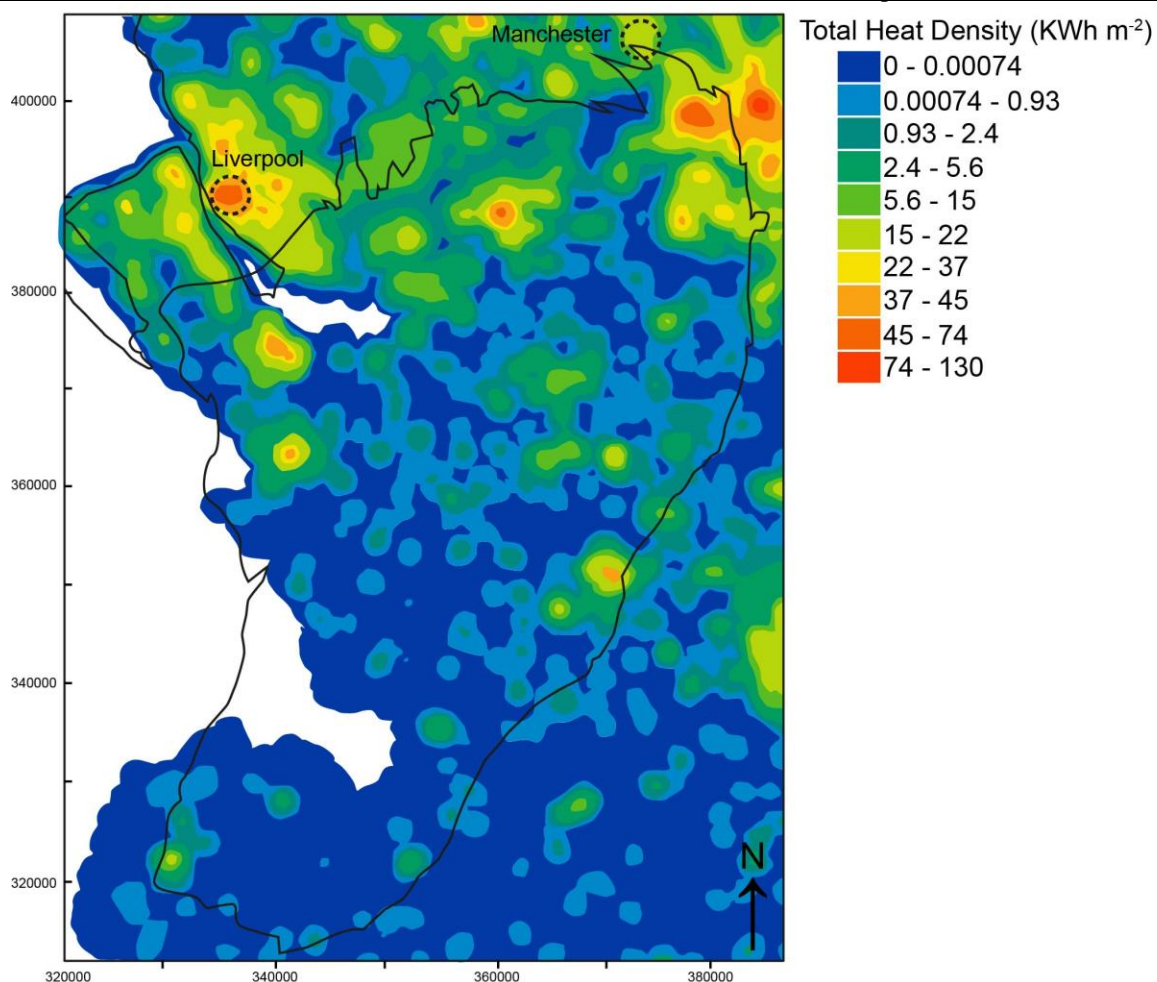 Manchester
Liverpool
Total Heat Density (KWh m-2)
0 - 0.00074
0.00074 - 0.93
0.93 - 2.4
2.4 - 5.6
5.6 - 15
15 - 22
22 - 37
37 - 45
45 - 74
74 - 130
400000
380000
360000
340000
320000
N
320000
340000
360000
380000